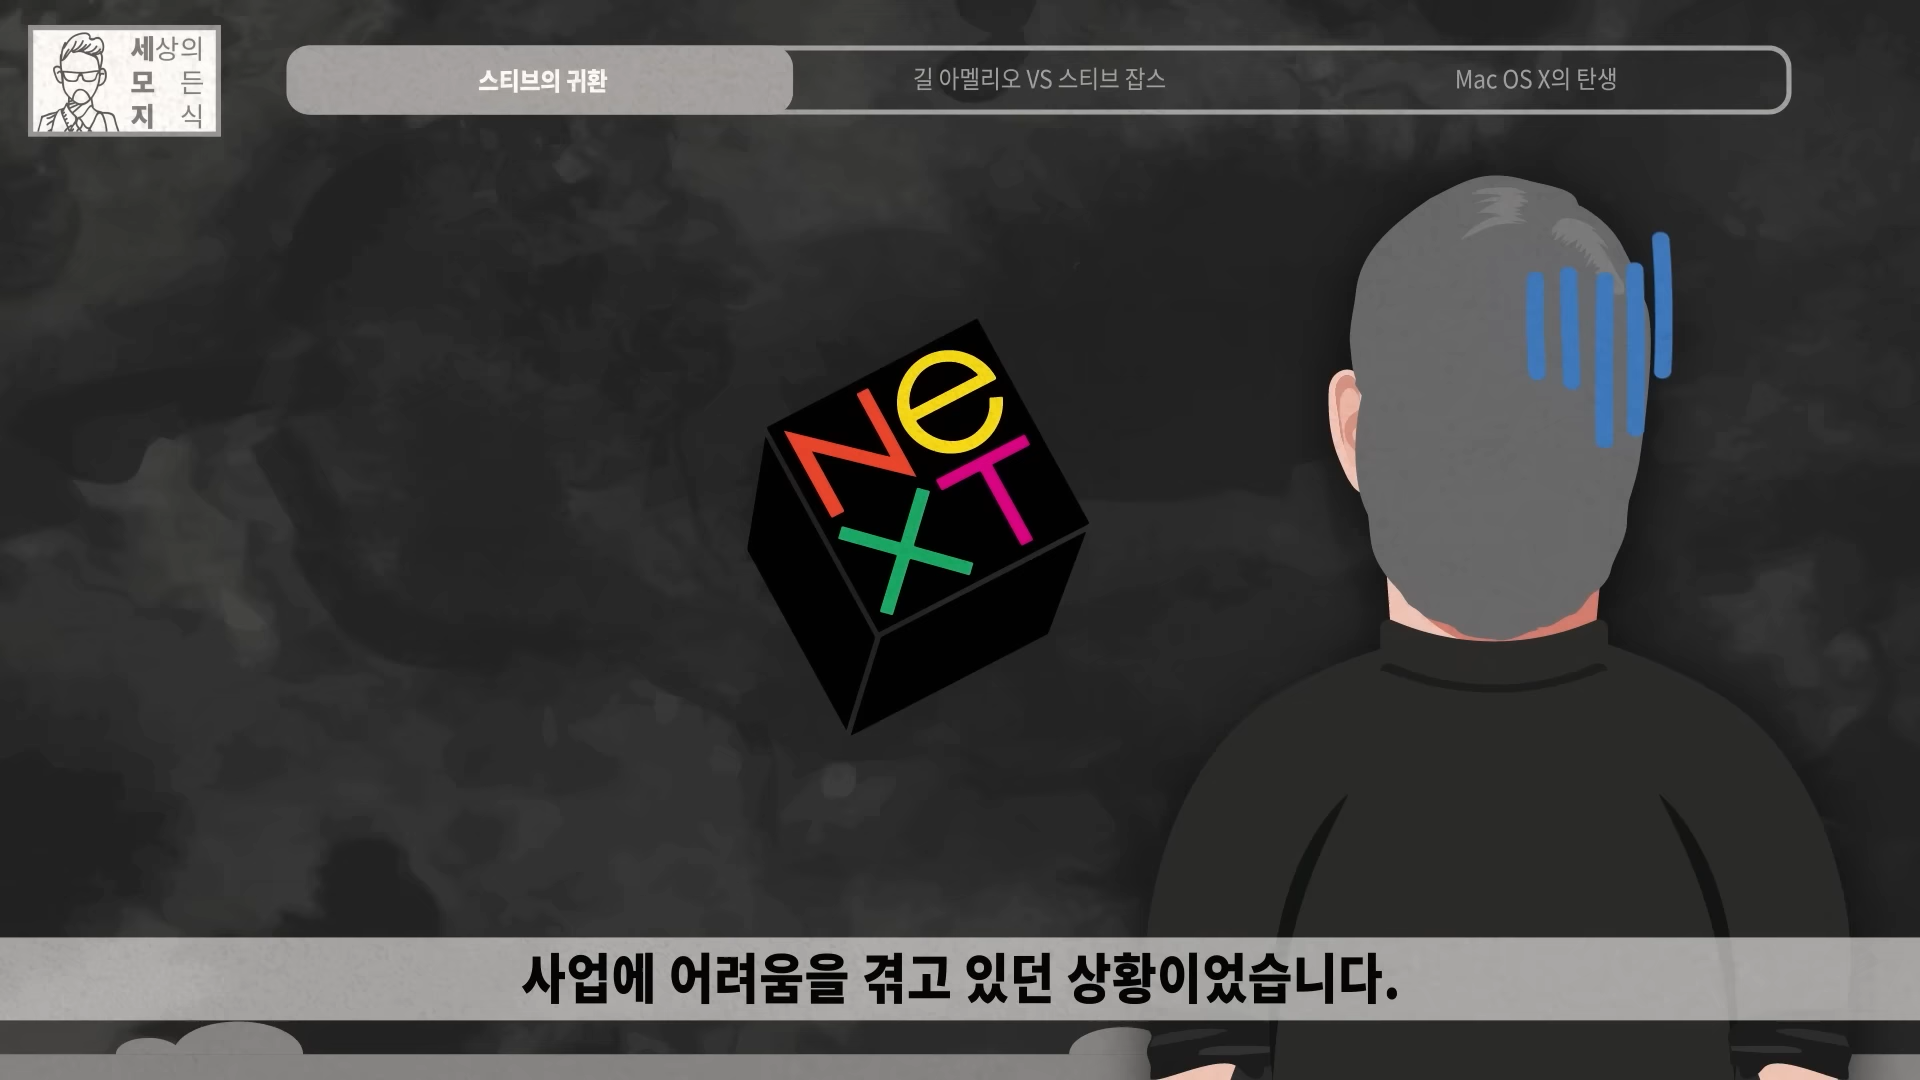 세상의
모든
지식
스티브의 귀환
길 아멜리오 VS 스티브 잡스
Mac OS X의 탄생
Ne
XT
사업에 어려움을 겪고 있던 상황이었습니다.